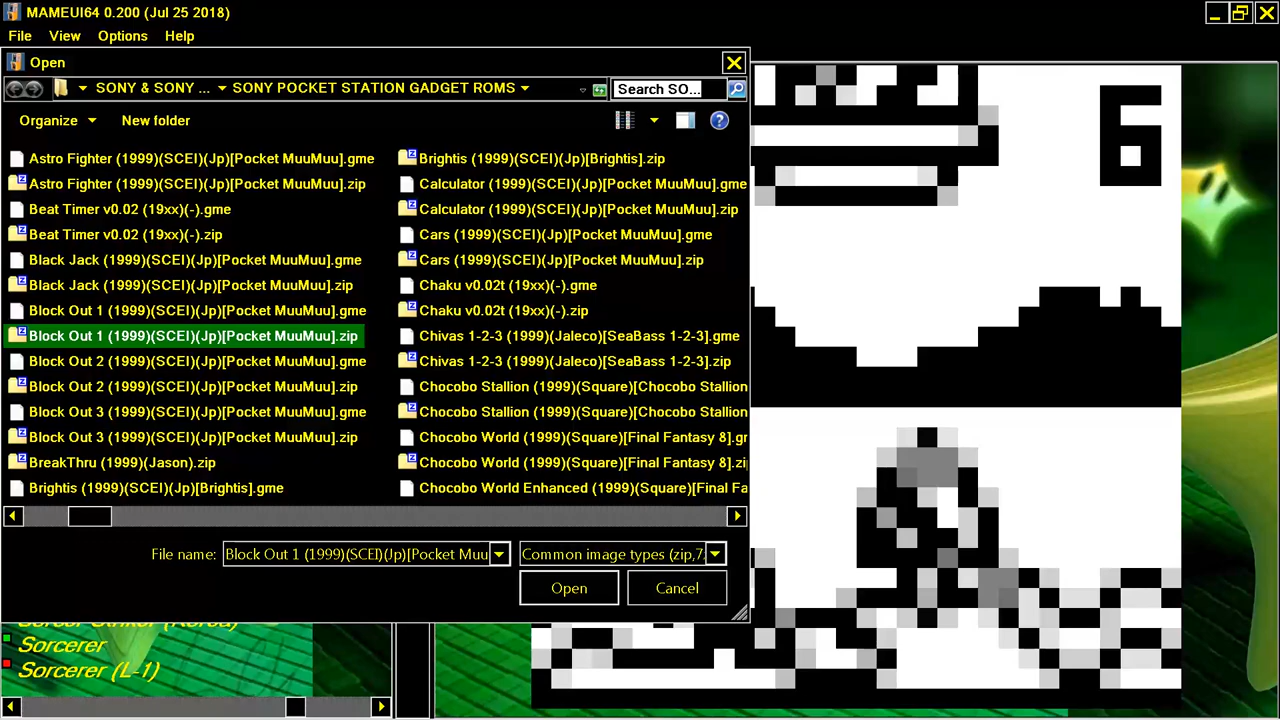 MAMEUI64 0.200 (Jul 25 2018)
File View Options Help
Open
SONY & SONY ... SONY POCKET STATION GADGET ROMS
Search SO...
Organize New folder
Astro Fighter (1999)(SCEI)(Jp)[Pocket MuuMuu].gme
Astro Fighter (1999)(SCEI)(Jp)[Pocket MuuMuu].zip
Beat Timer v0.02 (19xx)(-).gme
Beat Timer v0.02 (19xx)(-).zip
Black Jack (1999)(SCEI)(Jp)[Pocket MuuMuu].gme
Black Jack (1999)(SCEI)(Jp)[Pocket MuuMuu].zip
Block Out 1 (1999)(SCEI)(Jp)[Pocket MuuMuu].gme
Block Out 1 (1999)(SCEI)(Jp)[Pocket MuuMuu].zip
Block Out 2 (1999)(SCEI)(Jp)[Pocket MuuMuu].gme
Block Out 2 (1999)(SCEI)(Jp)[Pocket MuuMuu].zip
Block Out 3 (1999)(SCEI)(Jp)[Pocket MuuMuu].gme
Block Out 3 (1999)(SCEI)(Jp)[Pocket MuuMuu].zip
BreakThru (1999)(Jason).zip
Brightis (1999)(SCEI)(Jp)[Brightis].gme
Brightis (1999)(SCEI)(Jp)[Brightis].zip
Calculator (1999)(SCEI)(Jp)[Pocket MuuMuu].gme
Calculator (1999)(SCEI)(Jp)[Pocket MuuMuu].zip
Cars (1999)(SCEI)(Jp)[Pocket MuuMuu].gme
Cars (1999)(SCEI)(Jp)[Pocket MuuMuu].zip
Chaku v0.02t (19xx)(-).gme
Chaku v0.02t (19xx)(-).zip
Chivas 1-2-3 (1999)(Jaleco)[SeaBass 1-2-3].gme
Chivas 1-2-3 (1999)(Jaleco)[SeaBass 1-2-3].zip
Chocobo Stallion (1999)(Square)[Chocobo Stallion
Chocobo Stallion (1999)(Square)[Chocobo Stallion
Chocobo World (1999)(Square)[Final Fantasy 8].gr
Chocobo World (1999)(Square)[Final Fantasy 8].zi
Chocobo World Enhanced (1999)(Square)[Final Fa
File name: Block Out 1 (1999)(SCEI)(Jp)[Pocket Muu
Common image types (zip,7
Open Cancel
6
Sorcerer Striker (Korea)
Sorcerer
Sorcerer (L-1)